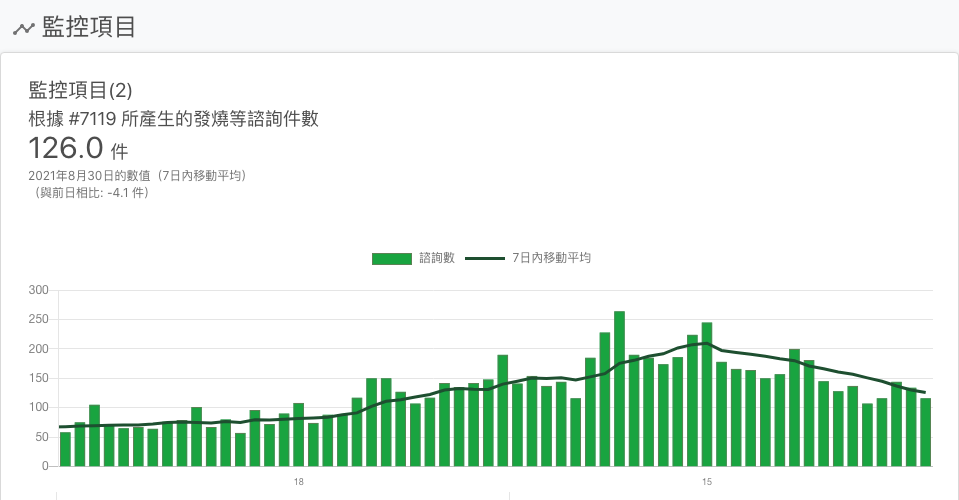 監控項目
監控項目(2)
根據 #7119 所產生的發燒等諮詢件數
126.0 件
2021年8月30日的數值（7日內移動平均）
（與前日相比: -4.1 件）
諮詢數 7日內移動平均
300
250
200
150
100
50
0
18 15